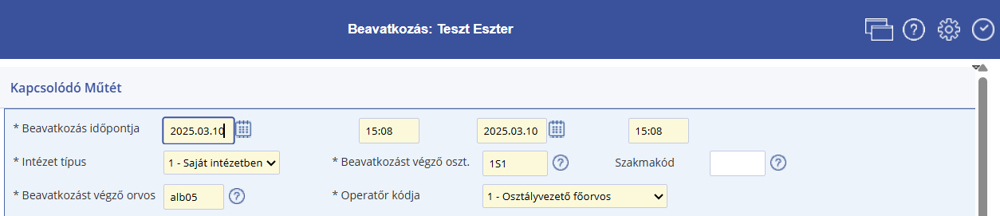 Beavatkozás: Teszt Eszter
Kapcsolódó Műtét
* Beavatkozás időpontja 2025.03.10 15:08 2025.03.10 15:08
* Intézet típus 1 - Saját intézetben * Beavatkozást végző oszt. 1S1 Szakmakód
* Beavatkozást végző orvos alb05 * Operatőr kódja 1 - Osztályvezető főorvos